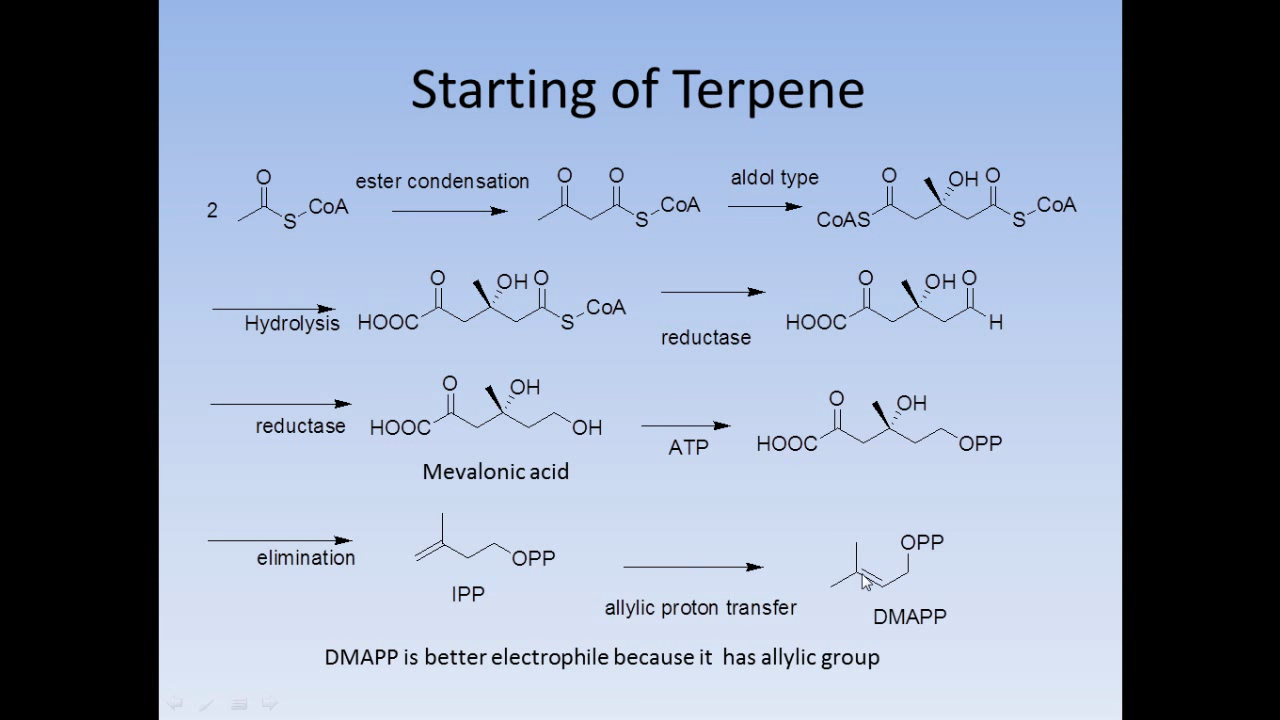 Starting of Terpene
2 O S CoA ester condensation O O S CoA aldol type O OH O CoAS S CoA
Hydrolysis HOOC O OH O S CoA reductase HOOC O OH O H
reductase HOOC O OH OH ATP HOOC O OH OPP
Mevalonic acid
elimination OPP allylic proton transfer OPP
IPP DMAPP
DMAPP is better electrophile because it has allylic group